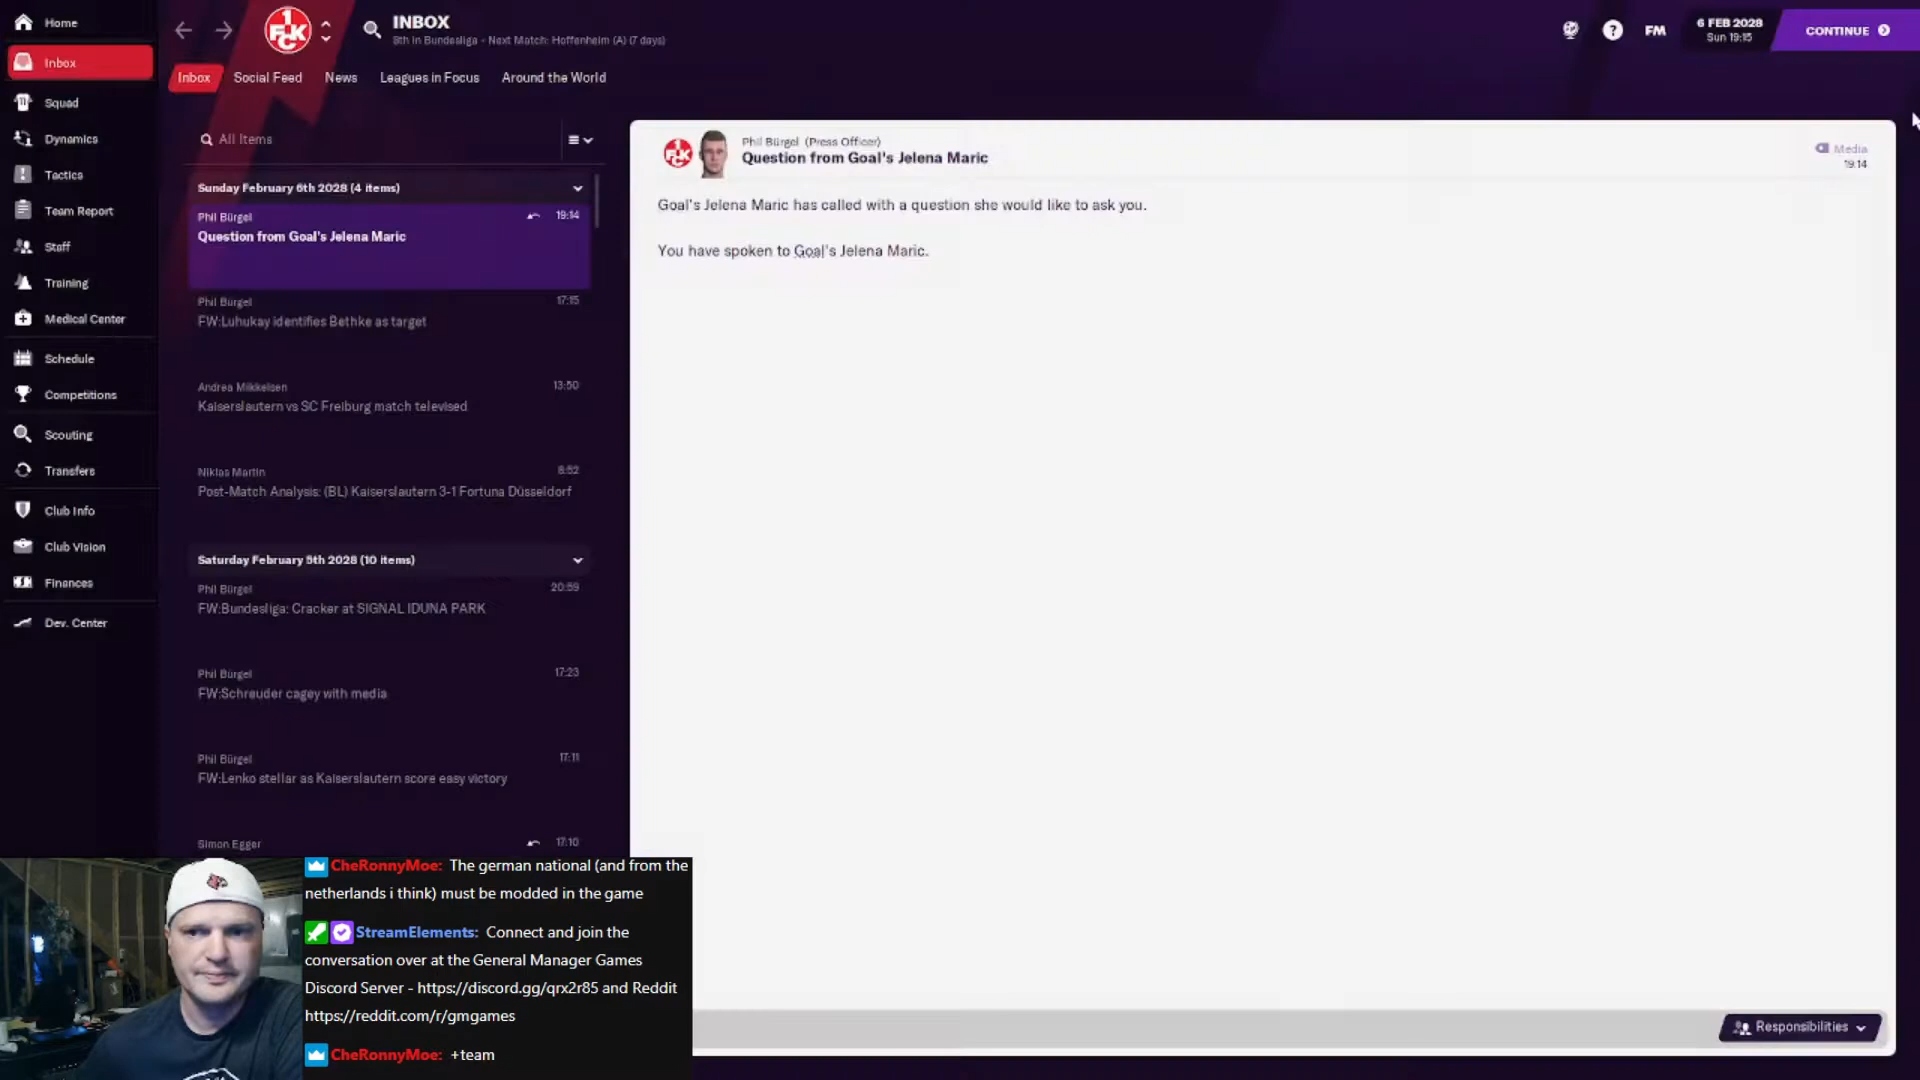 Home
INBOX
8th in Bundesliga - Next Match: Hoffenheim (A) (7 days)
FM
6 FEB 2028
Sun 19:15
CONTINUE
Inbox
Squad
Dynamics
Tactics
Team Report
Staff
Training
Medical Center
Schedule
Competitions
Scouting
Transfers
Club Info
Club Vision
Finances
Dev. Center
Inbox
Social Feed
News
Leagues in Focus
Around the World
All Items
Sunday February 6th 2028 (4 items)
Phil Bürgel 19:14
Question from Goal's Jelena Maric
Phil Bürgel 17:15
FW:Luhukay identifies Bethke as target
Andrea Mikkelsen 13:50
Kaiserslautern vs SC Freiburg match televised
Niklas Martin 8:52
Post-Match Analysis: (BL) Kaiserslautern 3-1 Fortuna Düsseldorf
Saturday February 5th 2028 (10 items)
Phil Bürgel 20:59
FW:Bundesliga: Cracker at SIGNAL IDUNA PARK
Phil Bürgel 17:23
FW:Schreuder cagey with media
Phil Bürgel 17:11
FW:Lenko stellar as Kaiserslautern score easy victory
Simon Egger 17:10
Phil Bürgel (Press Officer)
Question from Goal's Jelena Maric
Media
19:14
Goal's Jelena Maric has called with a question she would like to ask you.
You have spoken to Goal's Jelena Maric.
Responsibilities
CheRonnyMoe: The german national (and from the
netherlands i think) must be modded in the game
StreamElements: Connect and join the
conversation over at the General Manager Games
Discord Server - https://discord.gg/qrx2r85 and Reddit
https://reddit.com/r/gmgames
CheRonnyMoe: +team